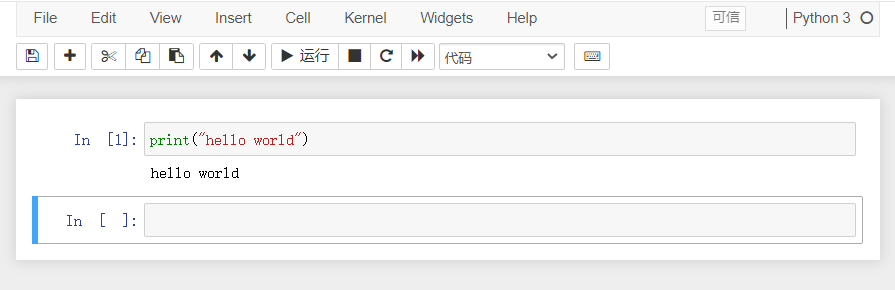 File Edit View Insert Cell Kernel Widgets Help 可信 Python 3
运行 代码
In [1]: print("hello world")
hello world
In [ ]: